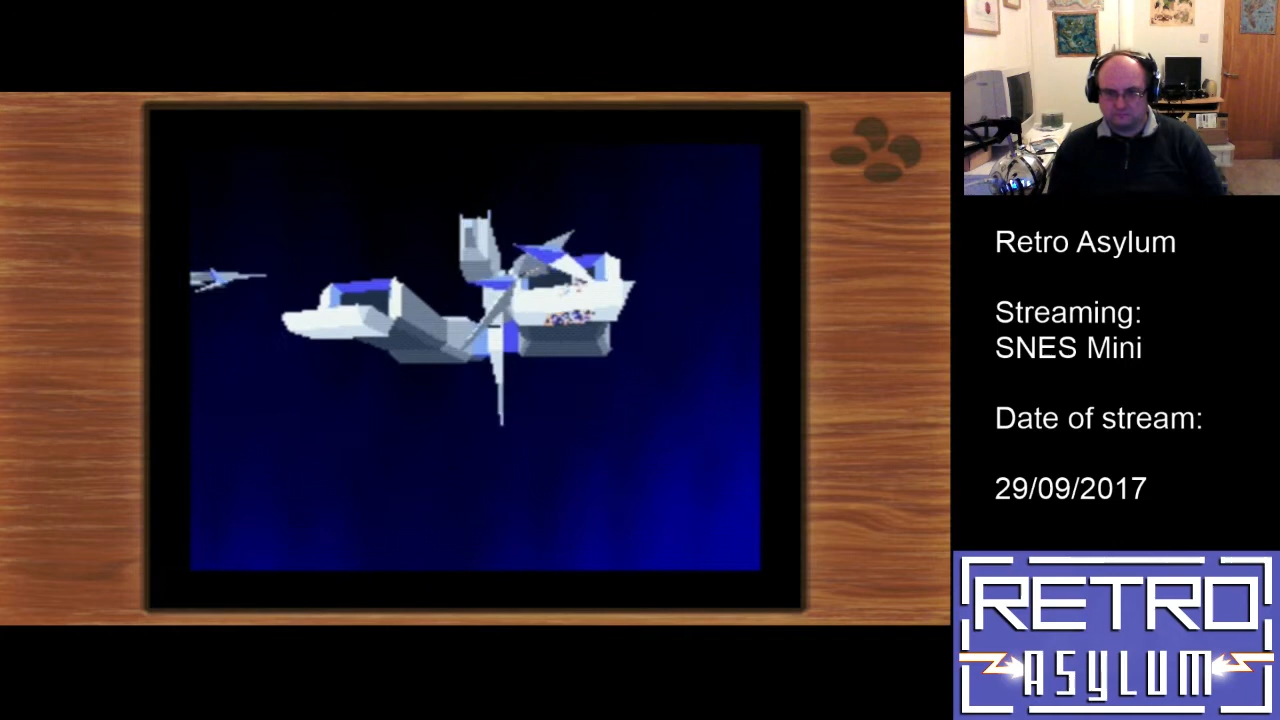 Retro Asylum
Streaming:
SNES Mini
Date of stream:
29/09/2017
RETRO
ASYLUM